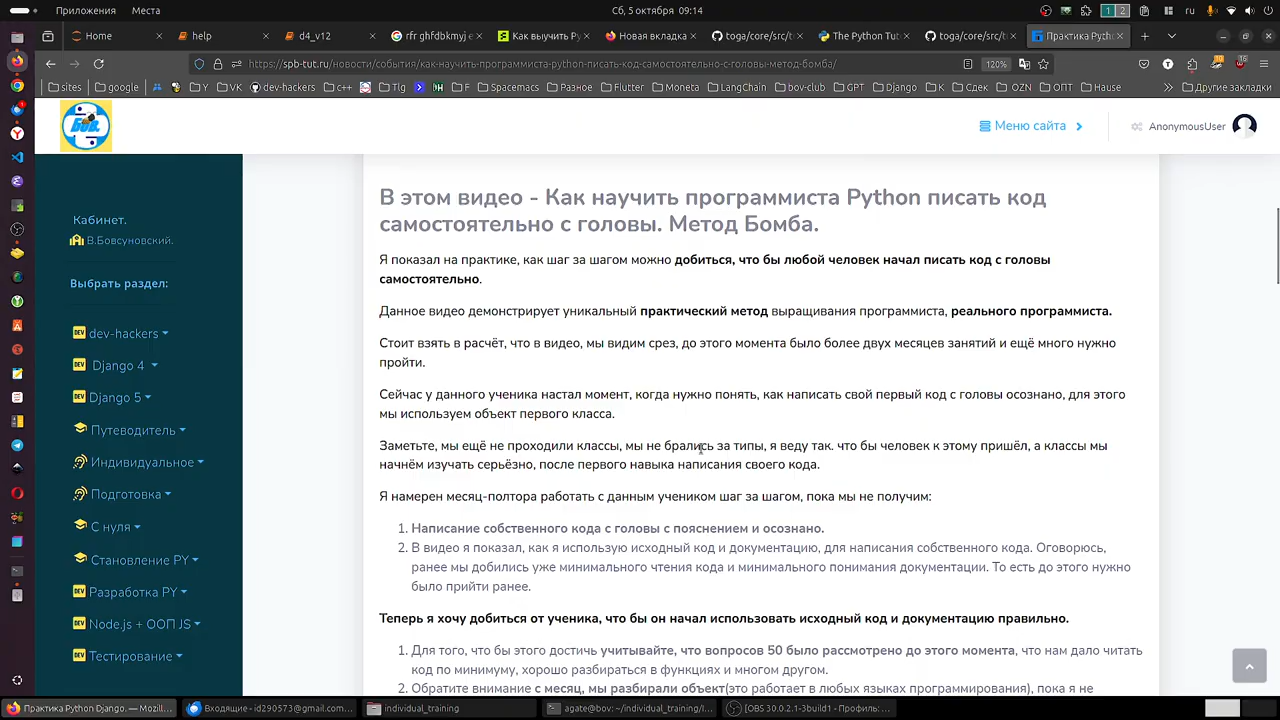 Приложения Места
Сб, 5 октября 09:14
1 2
ru
Home
help
d4_v12
rfr ghfdbkmyj e
Как выучить Py
Новая вкладка
toga/core/src/t
The Python Tut
toga/core/src/t
Практика Pyth
https://spb-tut.ru/новости/события/как-научить-программиста-python-писать-код-самостоятельно-с-головы-метод-бомба/
120%
sites
google
Y
VK
dev-hackers
C++
Tlg
H
F
Spacemacs
Разное
Flutter
Moneta
LangChain
bov-club
GPT
Django
K
Сдек
OZN
ОПТ
Hause
Другие закладки
Бов.
Меню сайта
AnonymousUser
Кабинет.
В.Бовсуновский.
Выбрать раздел:
DEV dev-hackers
DEV Django 4
DEV Django 5
Путеводитель
Индивидуальное
Подготовка
С нуля
Становление PY
DEV Разработка PY
DEV Node.js + ООП JS
DEV Тестирование
В этом видео - Как научить программиста Python писать код
самостоятельно с головы. Метод Бомба.
Я показал на практике, как шаг за шагом можно добиться, что бы любой человек начал писать код с головы
самостоятельно.
Данное видео демонстрирует уникальный практический метод выращивания программиста, реального программиста.
Стоит взять в расчёт, что в видео, мы видим срез, до этого момента было более двух месяцев занятий и ещё много нужно
пройти.
Сейчас у данного ученика настал момент, когда нужно понять, как написать свой первый код с головы осознано, для этого
мы используем объект первого класса.
Заметьте, мы ещё не проходили классы, мы не брались за типы, я веду так. что бы человек к этому пришёл, а классы мы
начнём изучать серьёзно, после первого навыка написания своего кода.
Я намерен месяц-полтора работать с данным учеником шаг за шагом, пока мы не получим:
1. Написание собственного кода с головы с пояснением и осознано.
2. В видео я показал, как я использую исходный код и документацию, для написания собственного кода. Оговорюсь,
ранее мы добились уже минимального чтения кода и минимального понимания документации. То есть до этого нужно
было прийти ранее.
Теперь я хочу добиться от ученика, что бы он начал использовать исходный код и документацию правильно.
1. Для того, что бы этого достичь учитывайте, что вопросов 50 было рассмотрено до этого момента, что нам дало читать
код по минимуму, хорошо разбираться в функциях и многом другом.
2. Обратите внимание с месяц, мы разбирали объект(это работает в любых языках программирования), пока я не
Практика Python Django. — Mozill...
Входящие - id290573@gmail.com...
individual_training
agate@bov: ~/individual_training/l...
[OBS 30.0.2.1-3build1 - Профиль: ...